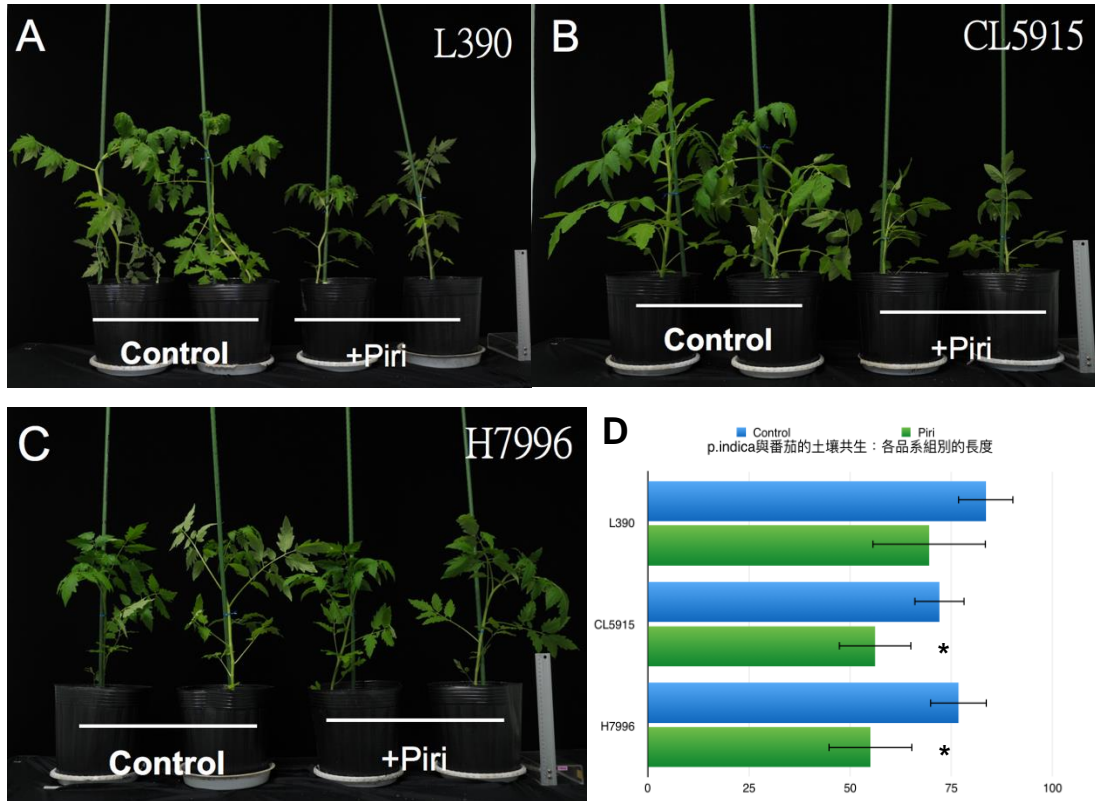 A
L390
Control
+Piri
B
CL5915
Control
+Piri
C
H7996
Control
+Piri
D
Control
Piri
p.indica與番茄的土壤共生：各品系組別的長度
L390
CL5915
*
H7996
*
0
25
50
75
100